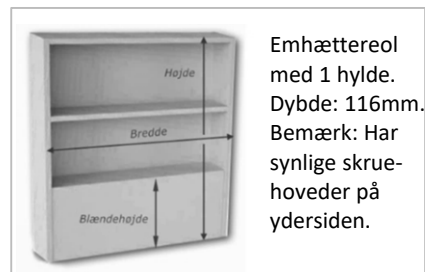 Højde
Bredde
Blændehøjde
Emhættereol
med 1 hylde.
Dybde: 116mm.
Bemærk: Har
synlige skrue-
hoveder på
ydersiden.